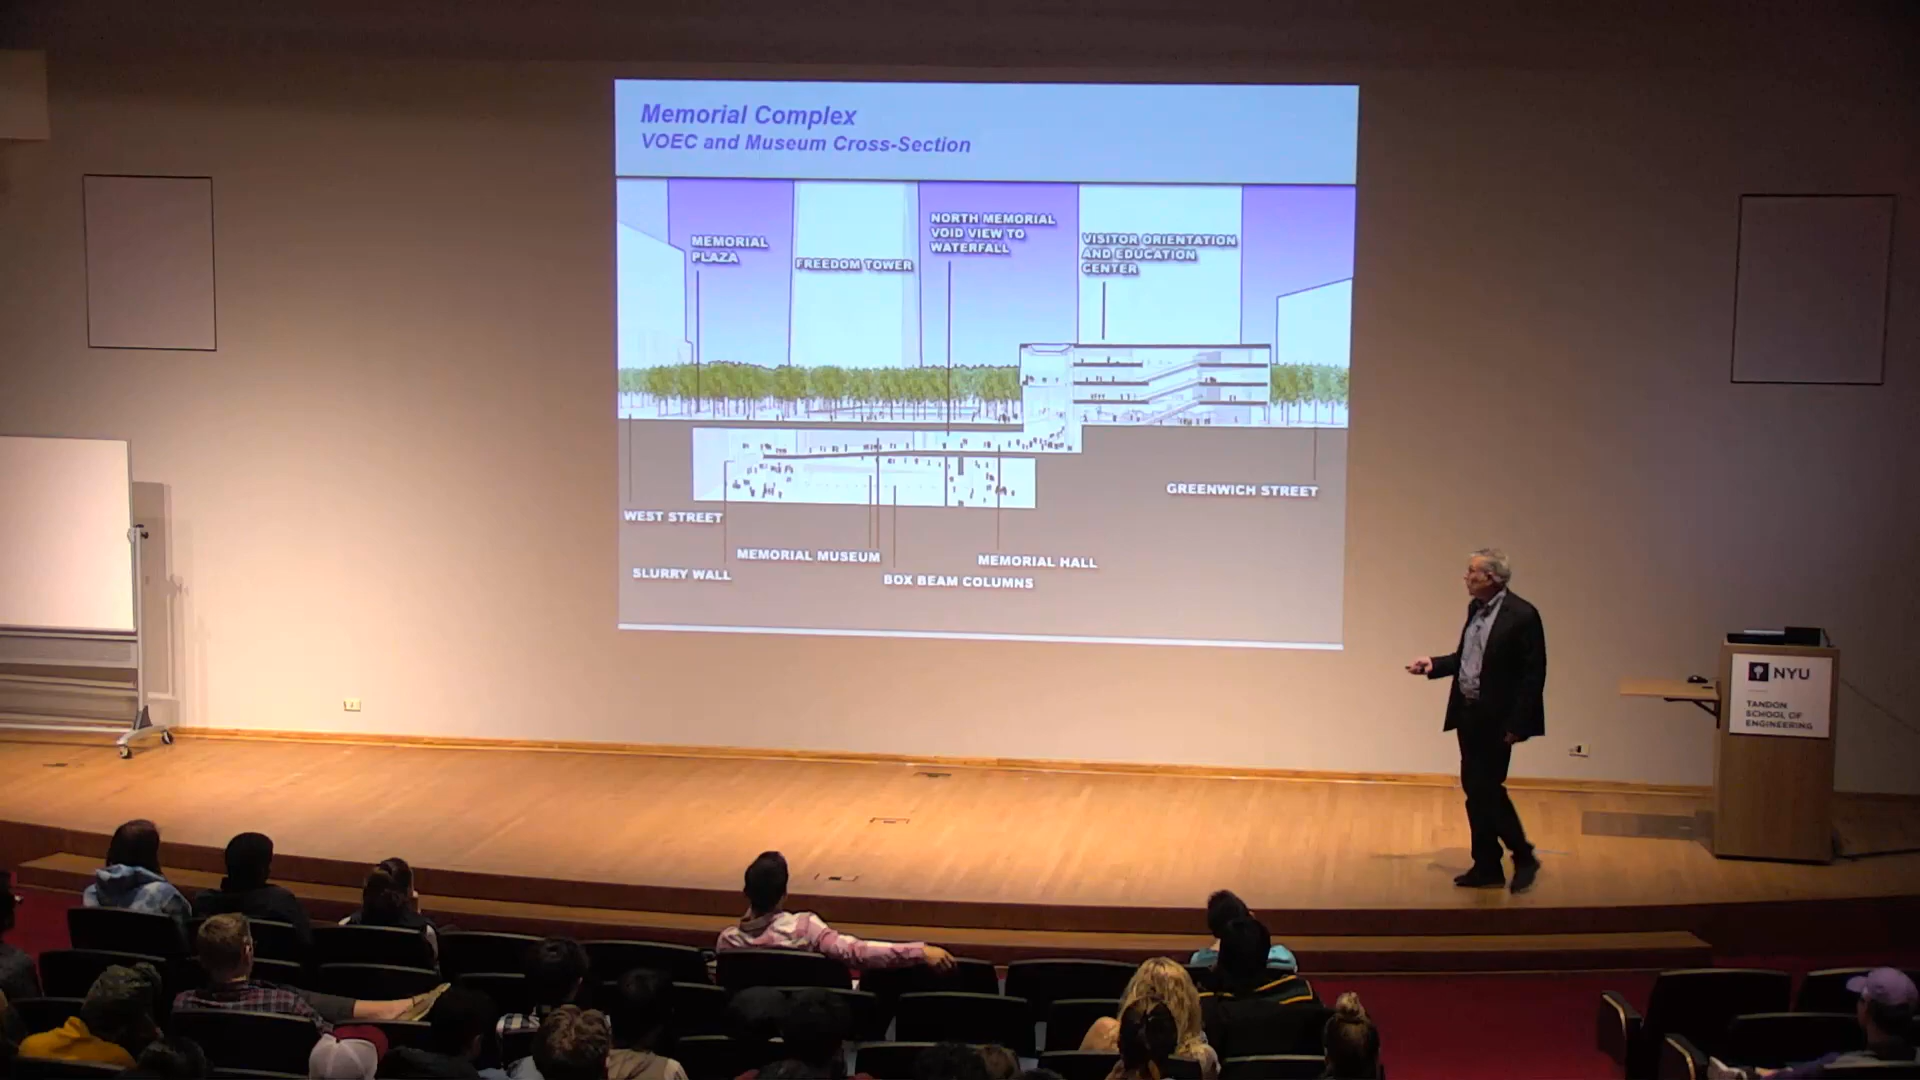 Memorial Complex
VOEC and Museum Cross-Section
MEMORIAL
PLAZA
FREEDOM TOWER
NORTH MEMORIAL
VOID VIEW TO
WATERFALL
VISITOR ORIENTATION
AND EDUCATION
CENTER
GREENWICH STREET
WEST STREET
MEMORIAL MUSEUM
MEMORIAL HALL
SLURRY WALL
BOX BEAM COLUMNS
NYU
TANDON
SCHOOL OF
ENGINEERING